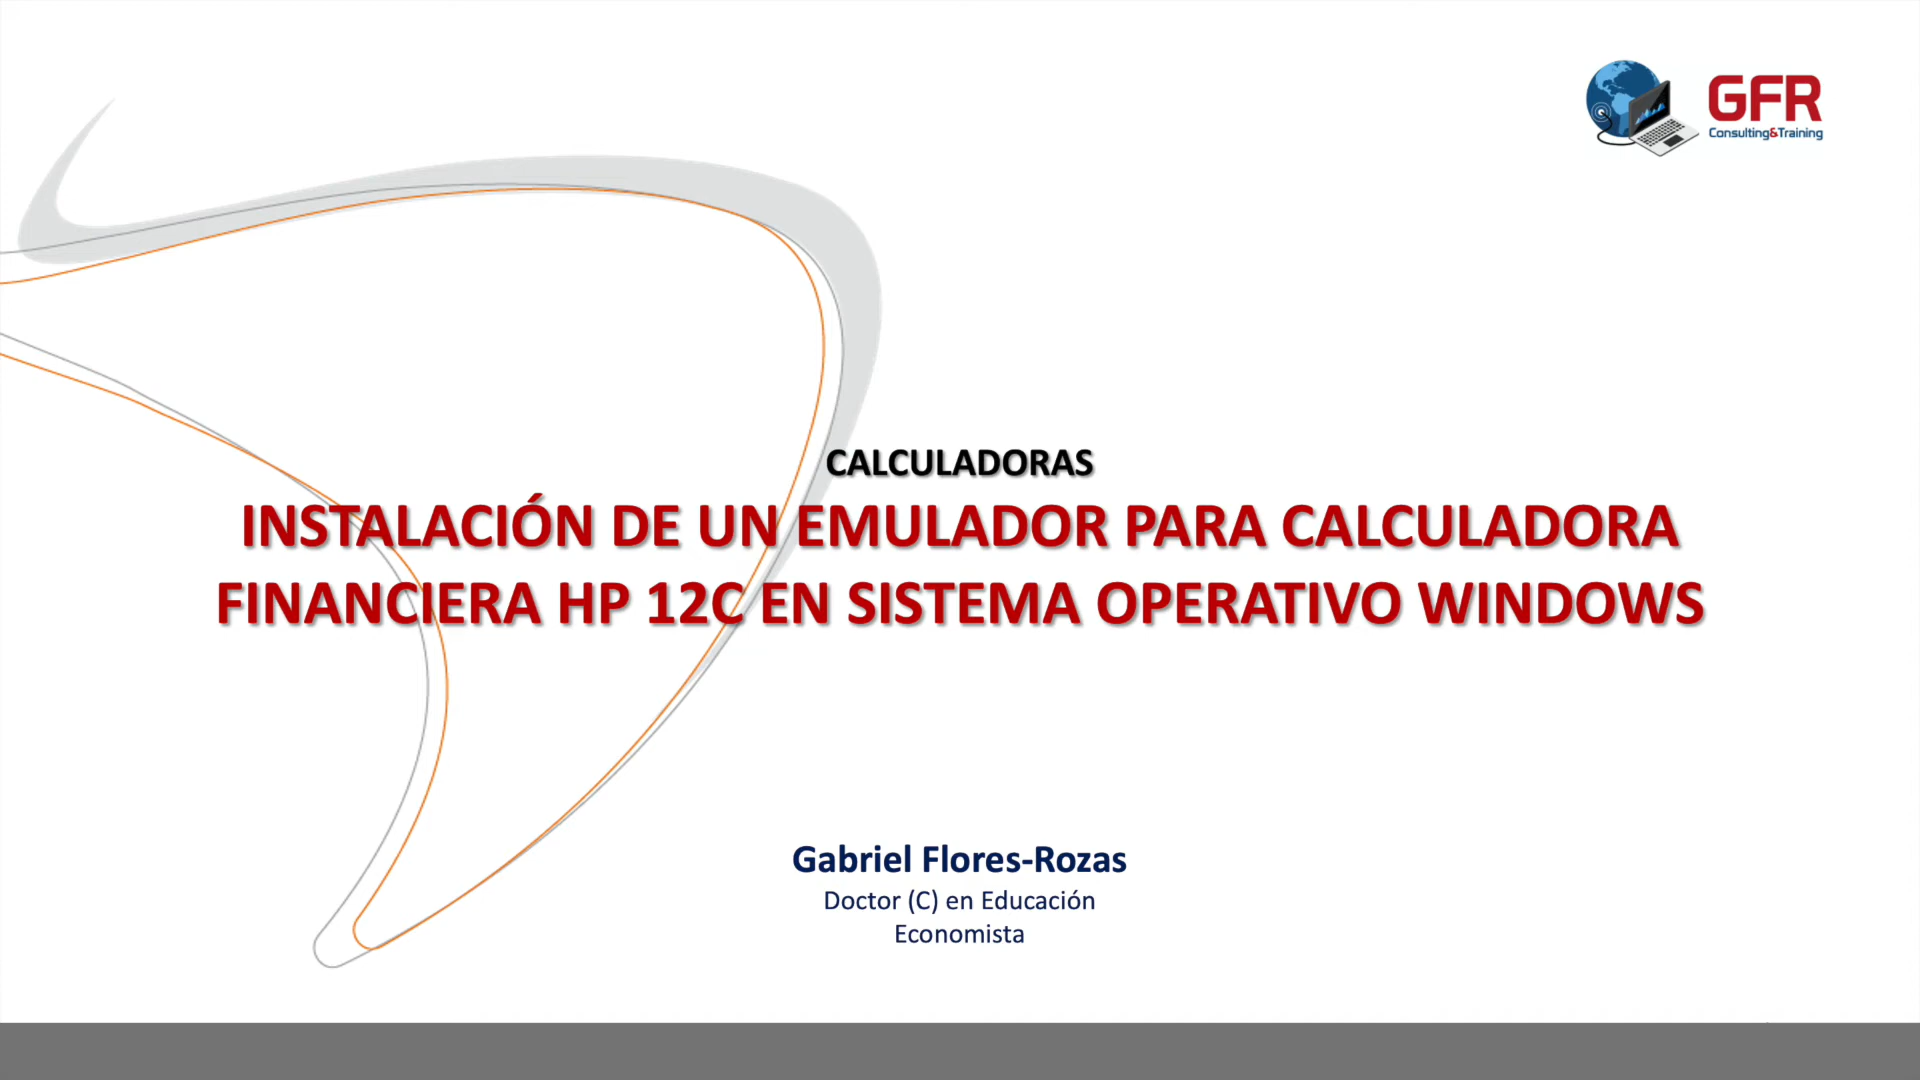 GFR
Consulting&Training
CALCULADORAS
INSTALACIÓN DE UN EMULADOR PARA CALCULADORA
FINANCIERA HP 12C EN SISTEMA OPERATIVO WINDOWS
Gabriel Flores-Rozas
Doctor (C) en Educación
Economista